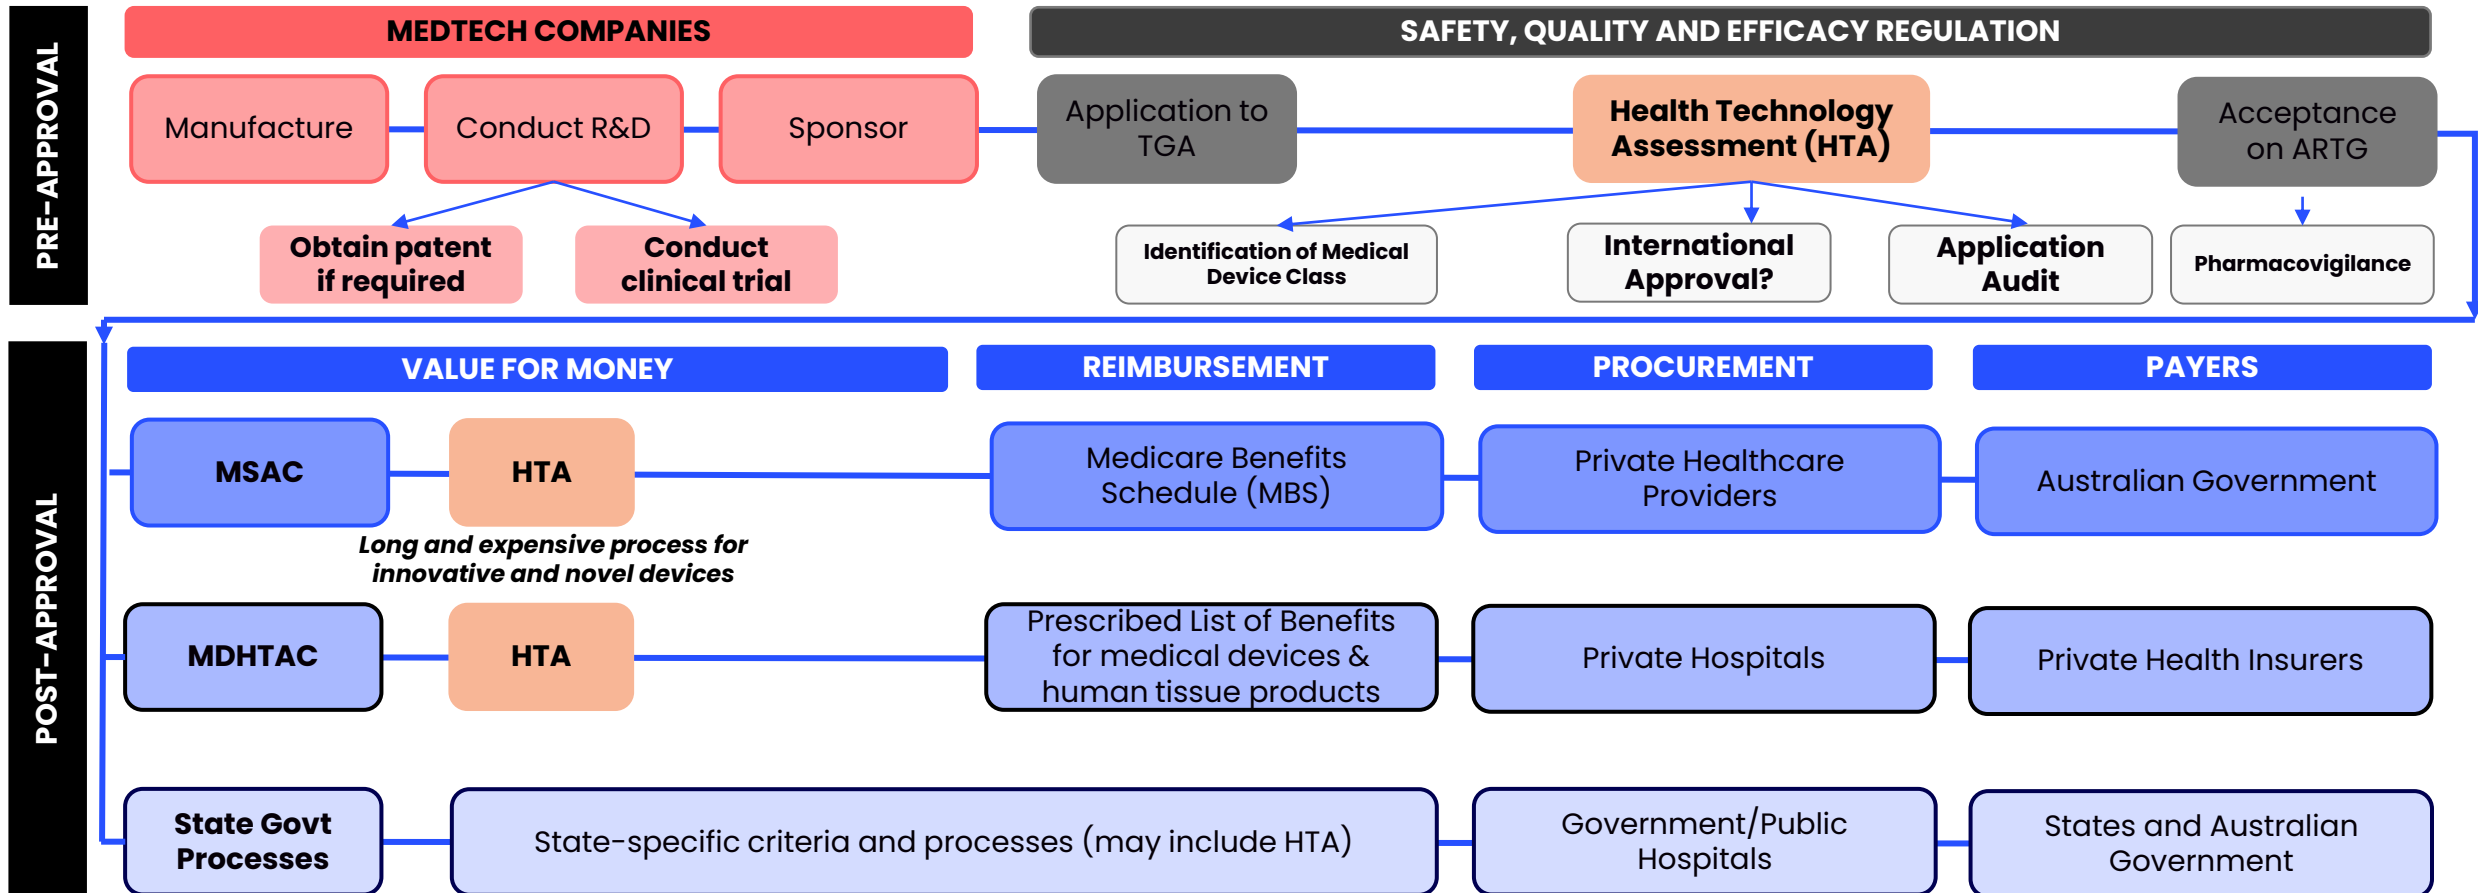 PRE-APPROVAL
MEDTECH COMPANIES
SAFETY, QUALITY AND EFFICACY REGULATION
Manufacture
Conduct R&D
Sponsor
Application to
TGA
Health Technology
Assessment (HTA)
Acceptance
on ARTG
Obtain patent
if required
Conduct
clinical trial
Identification of Medical
Device Class
International
Approval?
Application
Audit
Pharmacovigilance
POST-APPROVAL
VALUE FOR MONEY
REIMBURSEMENT
PROCUREMENT
PAYERS
MSAC
HTA
Medicare Benefits
Schedule (MBS)
Private Healthcare
Providers
Australian Government
Long and expensive process for
innovative and novel devices
MDHTAC
HTA
Prescribed List of Benefits
for medical devices &
human tissue products
Private Hospitals
Private Health Insurers
State Govt
Processes
State-specific criteria and processes (may include HTA)
Government/Public
Hospitals
States and Australian
Government